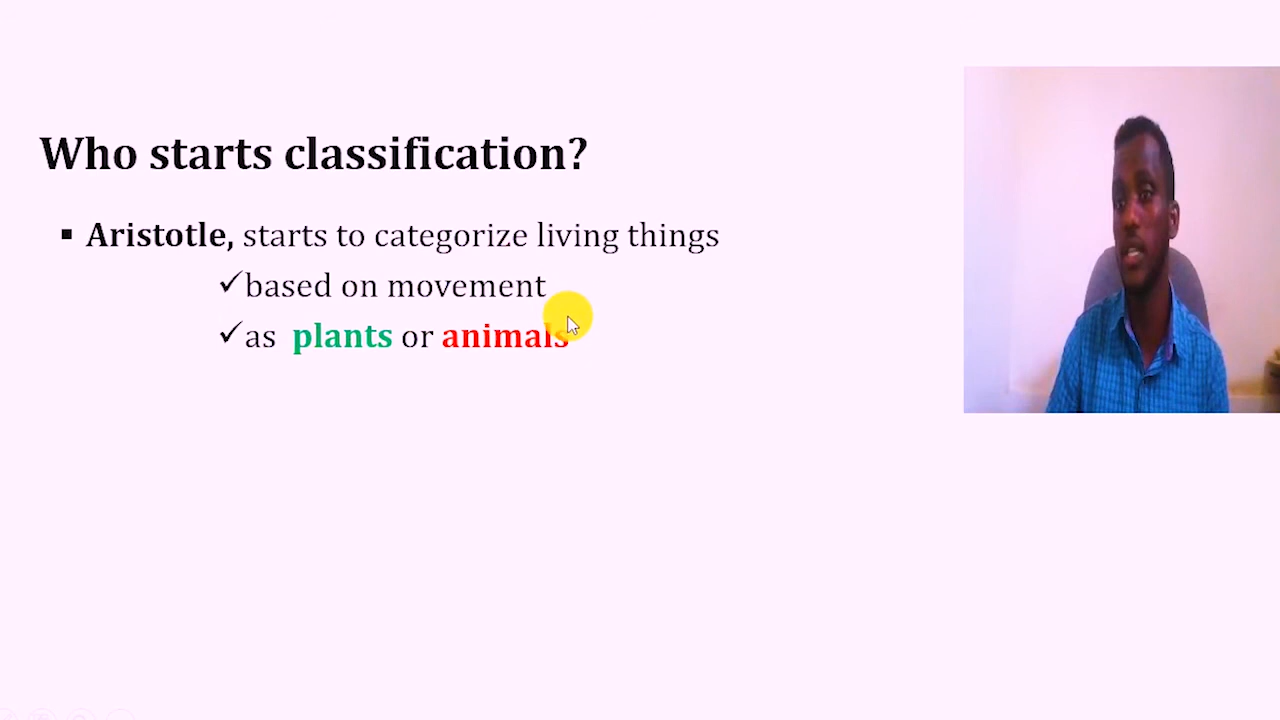 Who starts classification?
▪ Aristotle, starts to categorize living things
✓based on movement
✓as plants or animals